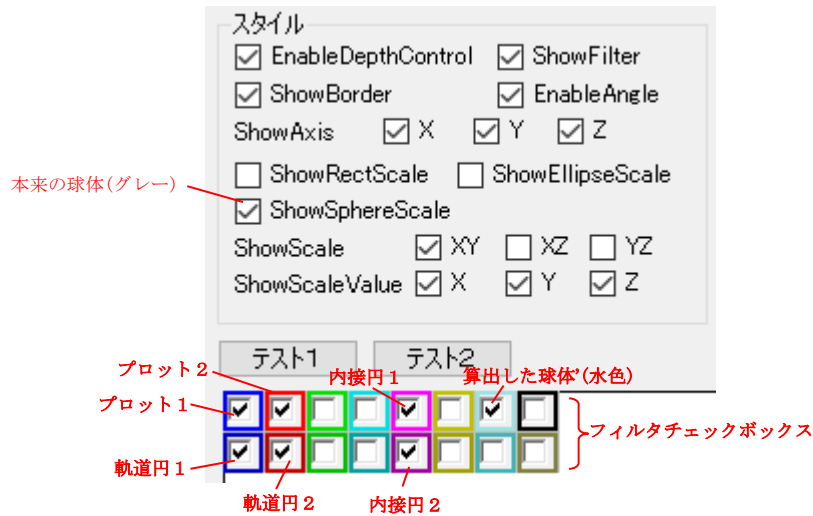 スタイル
EnableDepthControl ShowFilter
ShowBorder EnableAngle
ShowAxis X Y Z
ShowRectScale ShowEllipseScale
本来の球体(グレー)
ShowSphereScale
ShowScale XY XZ YZ
ShowScaleValue X Y Z
テスト1 テスト2
プロット2 内接円1 算出した球体'(水色)
プロット1
フィルタチェックボックス
軌道円1
軌道円2 内接円2